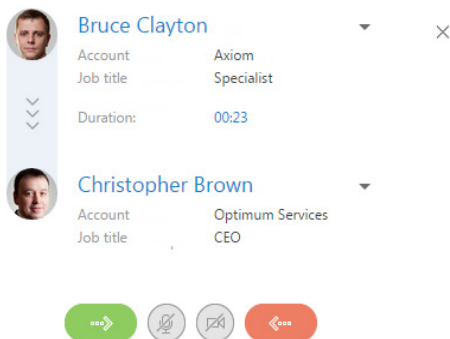 Bruce Clayton
Account Axiom
Job title Specialist
Duration: 00:23
Christopher Brown
Account Optimum Services
Job title CEO